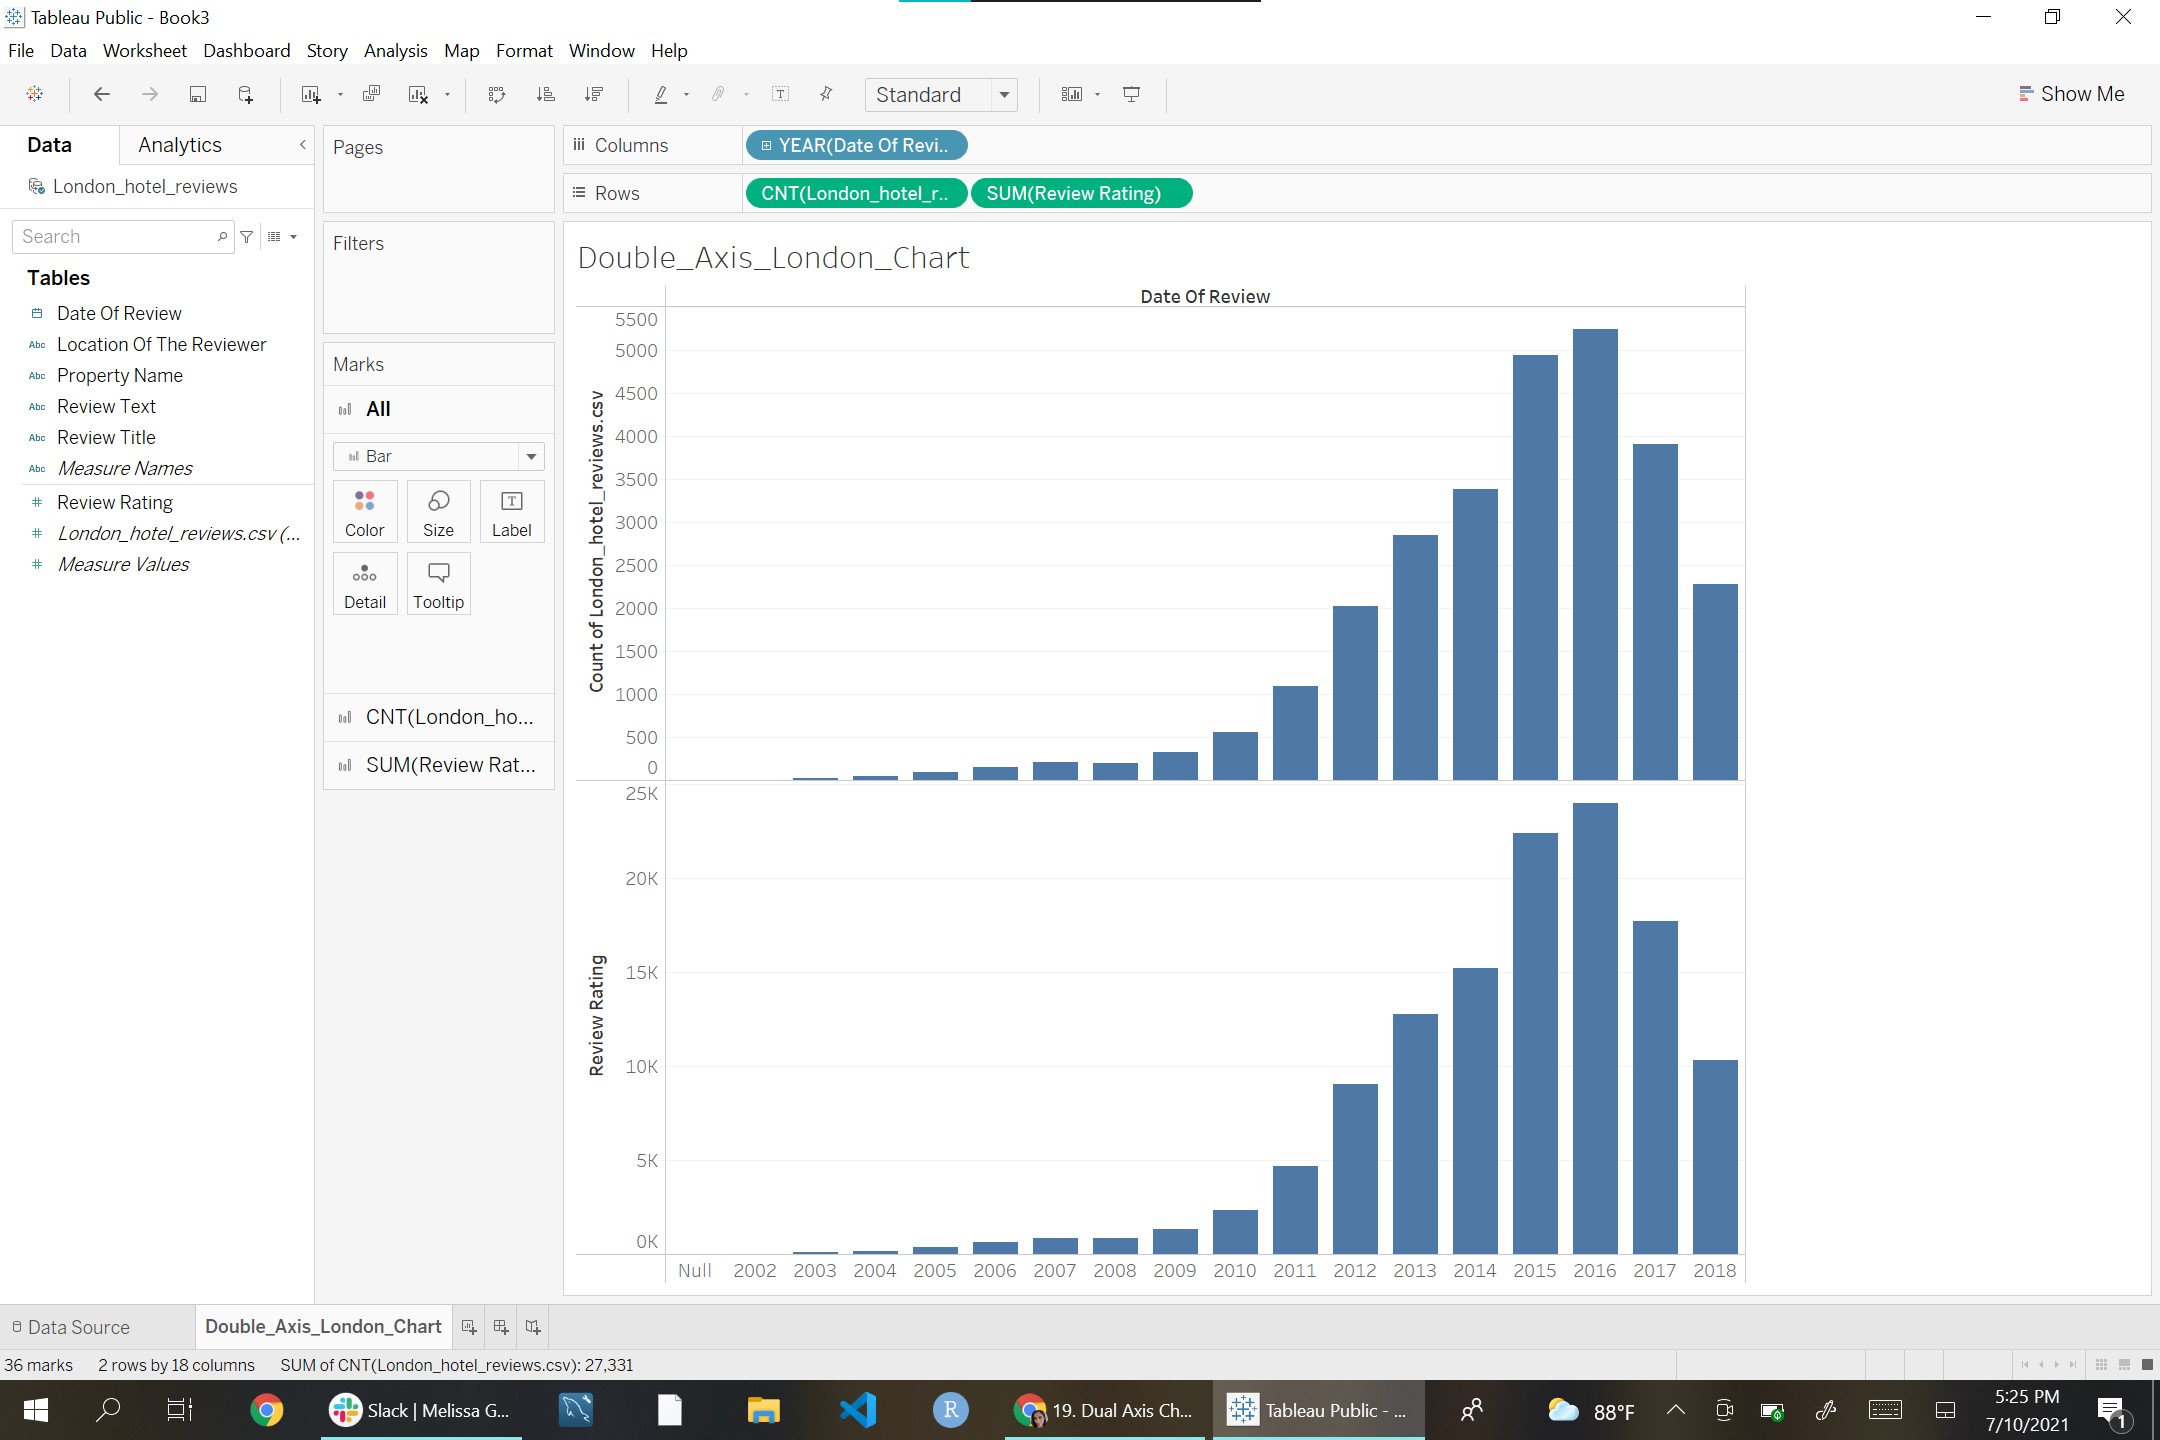 Tableau Public - Book3
File Data Worksheet Dashboard Story Analysis Map Format Window Help
Standard
Show Me
Data Analytics
London_hotel_reviews
Search
Tables
Date Of Review
Abc Location Of The Reviewer
Abc Property Name
Abc Review Text
Abc Review Title
Abc Measure Names
# Review Rating
# London_hotel_reviews.csv (...
# Measure Values
Pages
Filters
Marks
All
Bar
Color Size Label
Detail Tooltip
CNT(London_ho...
SUM(Review Rat...
Columns YEAR(Date Of Revi..
Rows CNT(London_hotel_r.. SUM(Review Rating)
Double_Axis_London_Chart
Date Of Review
Count of London_hotel_reviews.csv
5500
5000
4500
4000
3500
3000
2500
2000
1500
1000
500
0
Review Rating
25K
20K
15K
10K
5K
0K
Null 2002 2003 2004 2005 2006 2007 2008 2009 2010 2011 2012 2013 2014 2015 2016 2017 2018
Data Source Double_Axis_London_Chart
36 marks 2 rows by 18 columns SUM of CNT(London_hotel_reviews.csv): 27,331
Slack | Melissa G... R 19. Dual Axis Ch... Tableau Public - ... 88°F 5:25 PM
7/10/2021 1